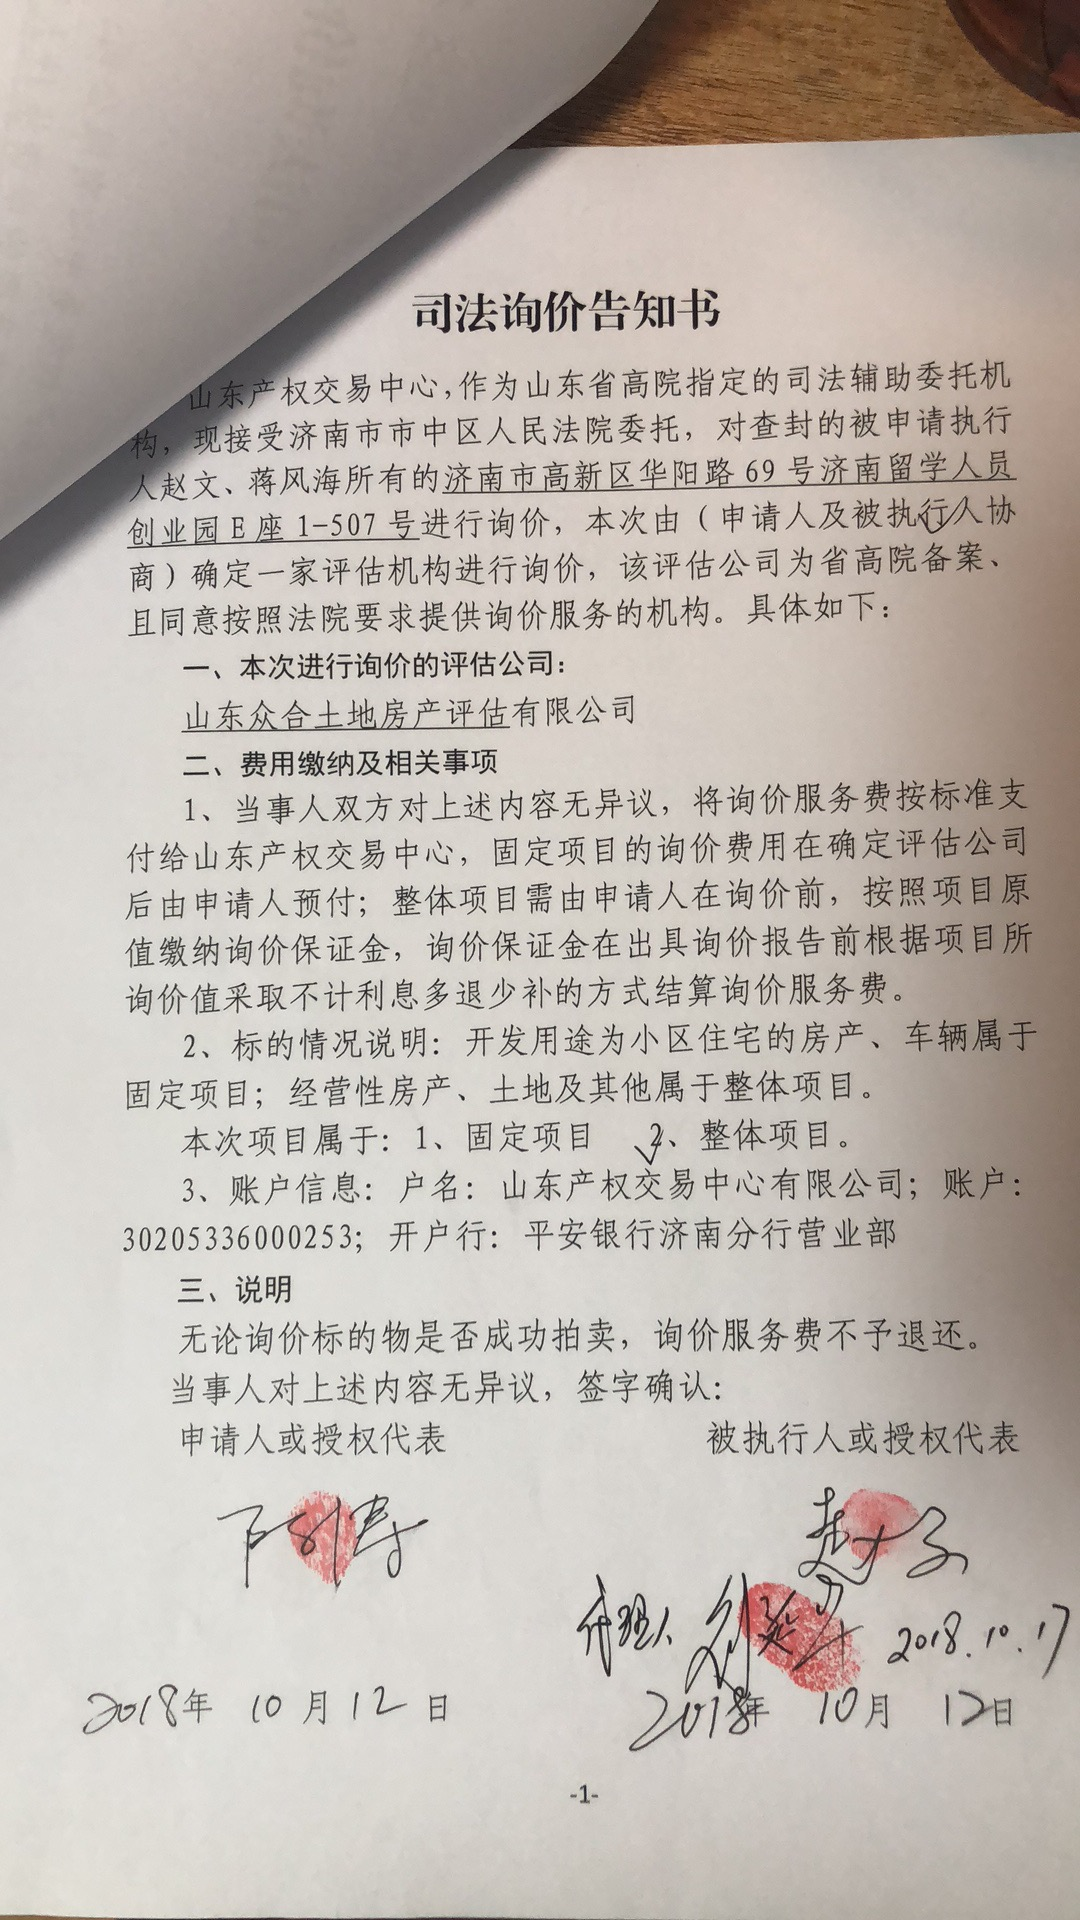 司法询价告知书
山东产权交易中心,作为山东省高院指定的司法辅助委托机
构，现接受济南市市中区人民法院委托，对查封的被申请执行
人赵文、蒋风海所有的济南市高新区华阳路69号济南留学人员
创业园E座1-507号进行询价，本次由（申请人及被执行人协
商）确定一家评估机构进行询价，该评估公司为省高院备案、
且同意按照法院要求提供询价服务的机构。具体如下：
一、本次进行询价的评估公司：
山东众合土地房产评估有限公司
二、费用缴纳及相关事项
1、当事人双方对上述内容无异议，将询价服务费按标准支
付给山东产权交易中心，固定项目的询价费用在确定评估公司
后由申请人预付；整体项目需由申请人在询价前，按照项目原
值缴纳询价保证金，询价保证金在出具询价报告前根据项目所
询价值采取不计利息多退少补的方式结算询价服务费。
2、标的情况说明：开发用途为小区住宅的房产、车辆属于
固定项目；经营性房产、土地及其他属于整体项目。
本次项目属于：1、固定项目 2、整体项目。
3、账户信息：户名：山东产权交易中心有限公司；账户：
30205336000253；开户行：平安银行济南分行营业部
三、说明
无论询价标的物是否成功拍卖，询价服务费不予退还。
当事人对上述内容无异议，签字确认：
申请人或授权代表 被执行人或授权代表
代理人 2018.10.17
2018年 10月12日 2018年 10月 12日
-1-